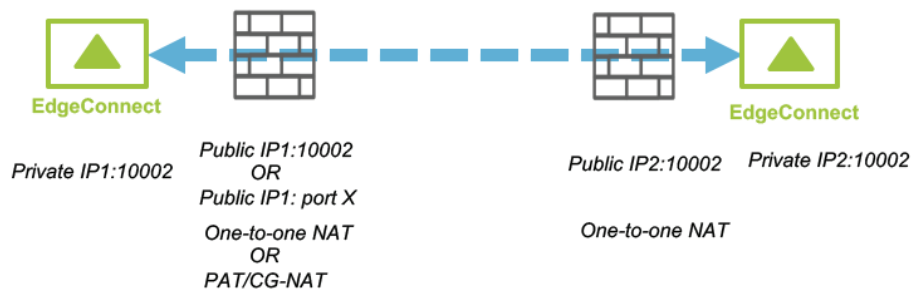 EdgeConnect
EdgeConnect
Private IP1:10002
Public IP1:10002
OR
Public IP1: port X
One-to-one NAT
OR
PAT/CG-NAT
Public IP2:10002
One-to-one NAT
Private IP2:10002